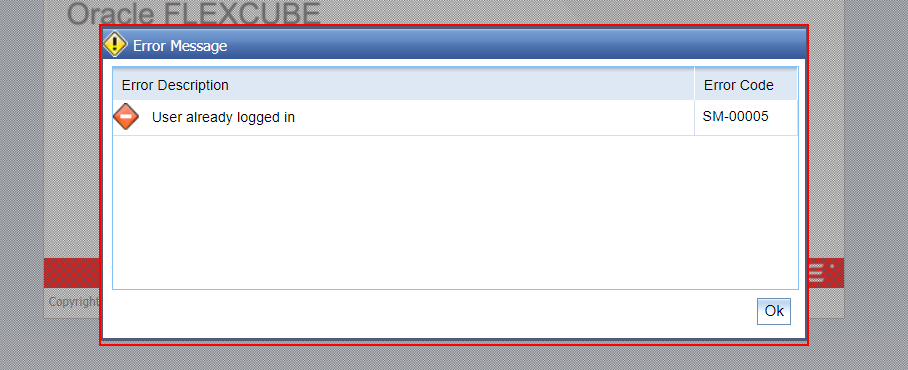 Oracle FLEXCUBE
Error Message
Error Description Error Code
User already logged in SM-00005
Copyright
Ok